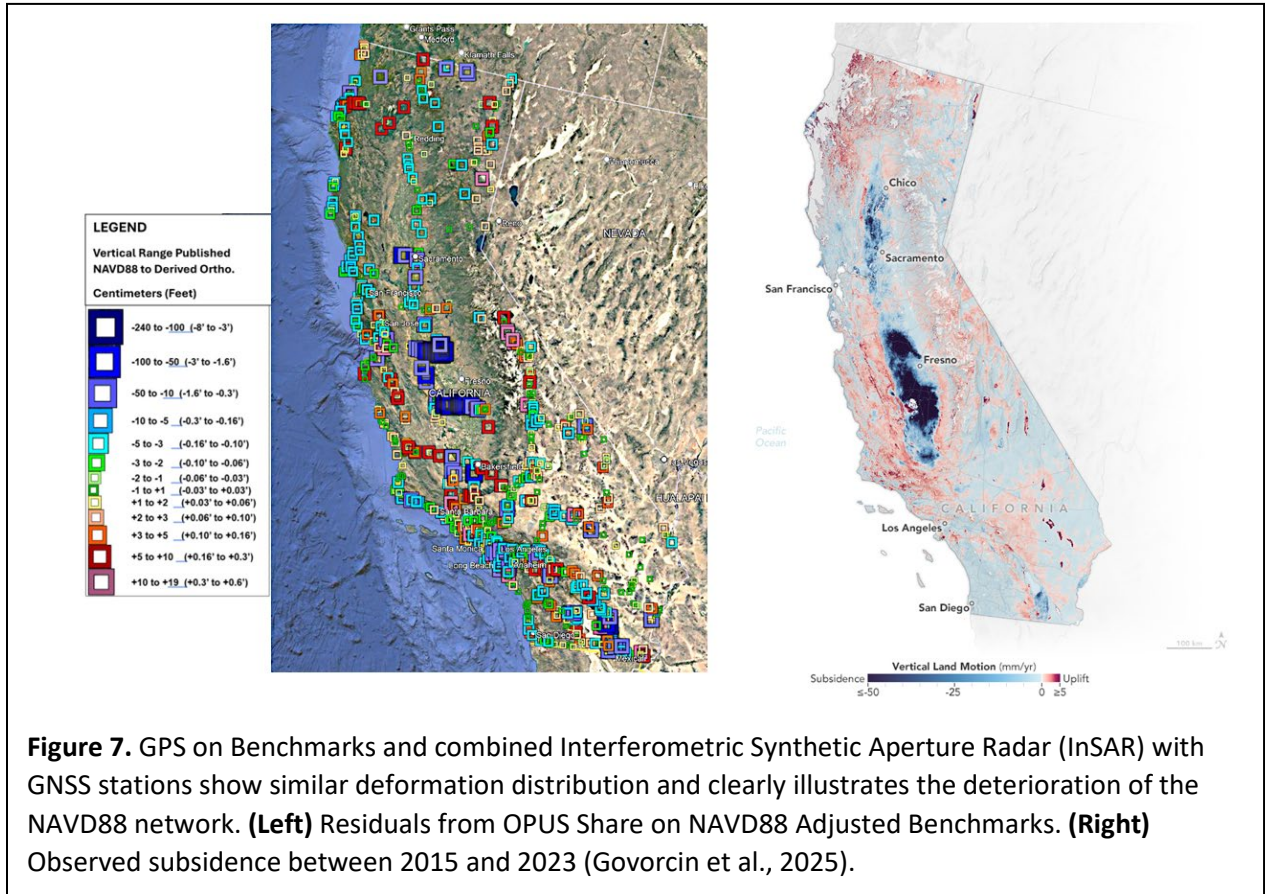 Grants Pass
Medford
Klamath Falls
Redding
Reno
NEVADA
Sacramento
San Francisco
San Jose
Fresno
CALIFORNIA
Bakersfield
Santa Barbara
Santa Monica
Los Angeles
Long Beach
Anaheim
San Diego
Mexicali
LEGEND
Vertical Range Published
NAVD88 to Derived Ortho.
Centimeters (Feet)
-240 to -100 (-8' to -3')
-100 to -50 (-3' to -1.6')
-50 to -10 (-1.6' to -0.3')
-10 to -5 (-0.3' to -0.16')
-5 to -3 (-0.16' to -0.10')
-3 to -2 (-0.10' to -0.06')
-2 to -1 (-0.06' to -0.03')
-1 to +1 (-0.03' to +0.03')
+1 to +2 (+0.03' to +0.06')
+2 to +3 (+0.06' to +0.10')
+3 to +5 (+0.10' to +0.16')
+5 to +10 (+0.16' to +0.3')
+10 to +19 (+0.3' to +0.6')
Chico
Sacramento
San Francisco
Fresno
Pacific
Ocean
CALIFORNIA
Los Angeles
San Diego
100 km
N
Vertical Land Motion (mm/yr)
Subsidence Uplift
≤-50 -25 0 ≥5
Figure 7. GPS on Benchmarks and combined Interferometric Synthetic Aperture Radar (InSAR) with
GNSS stations show similar deformation distribution and clearly illustrates the deterioration of the
NAVD88 network. (Left) Residuals from OPUS Share on NAVD88 Adjusted Benchmarks. (Right)
Observed subsidence between 2015 and 2023 (Govorcin et al., 2025).